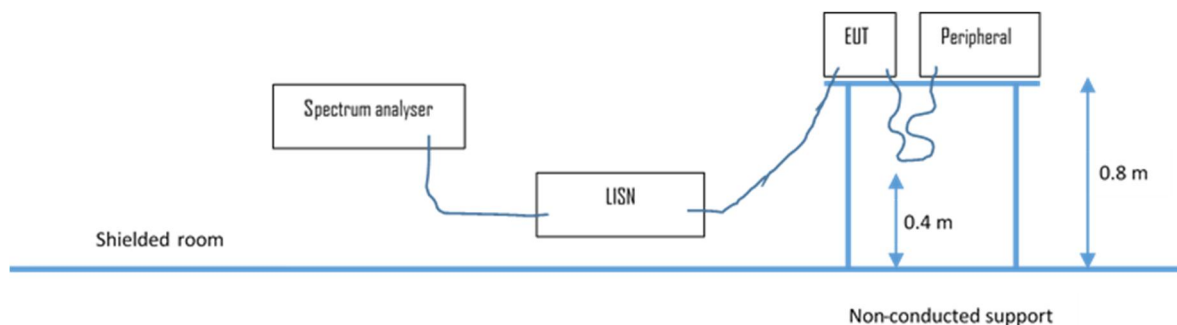 EUT
Peripheral
Spectrum analyser
LISN
0.8 m
0.4 m
Shielded room
Non-conducted support